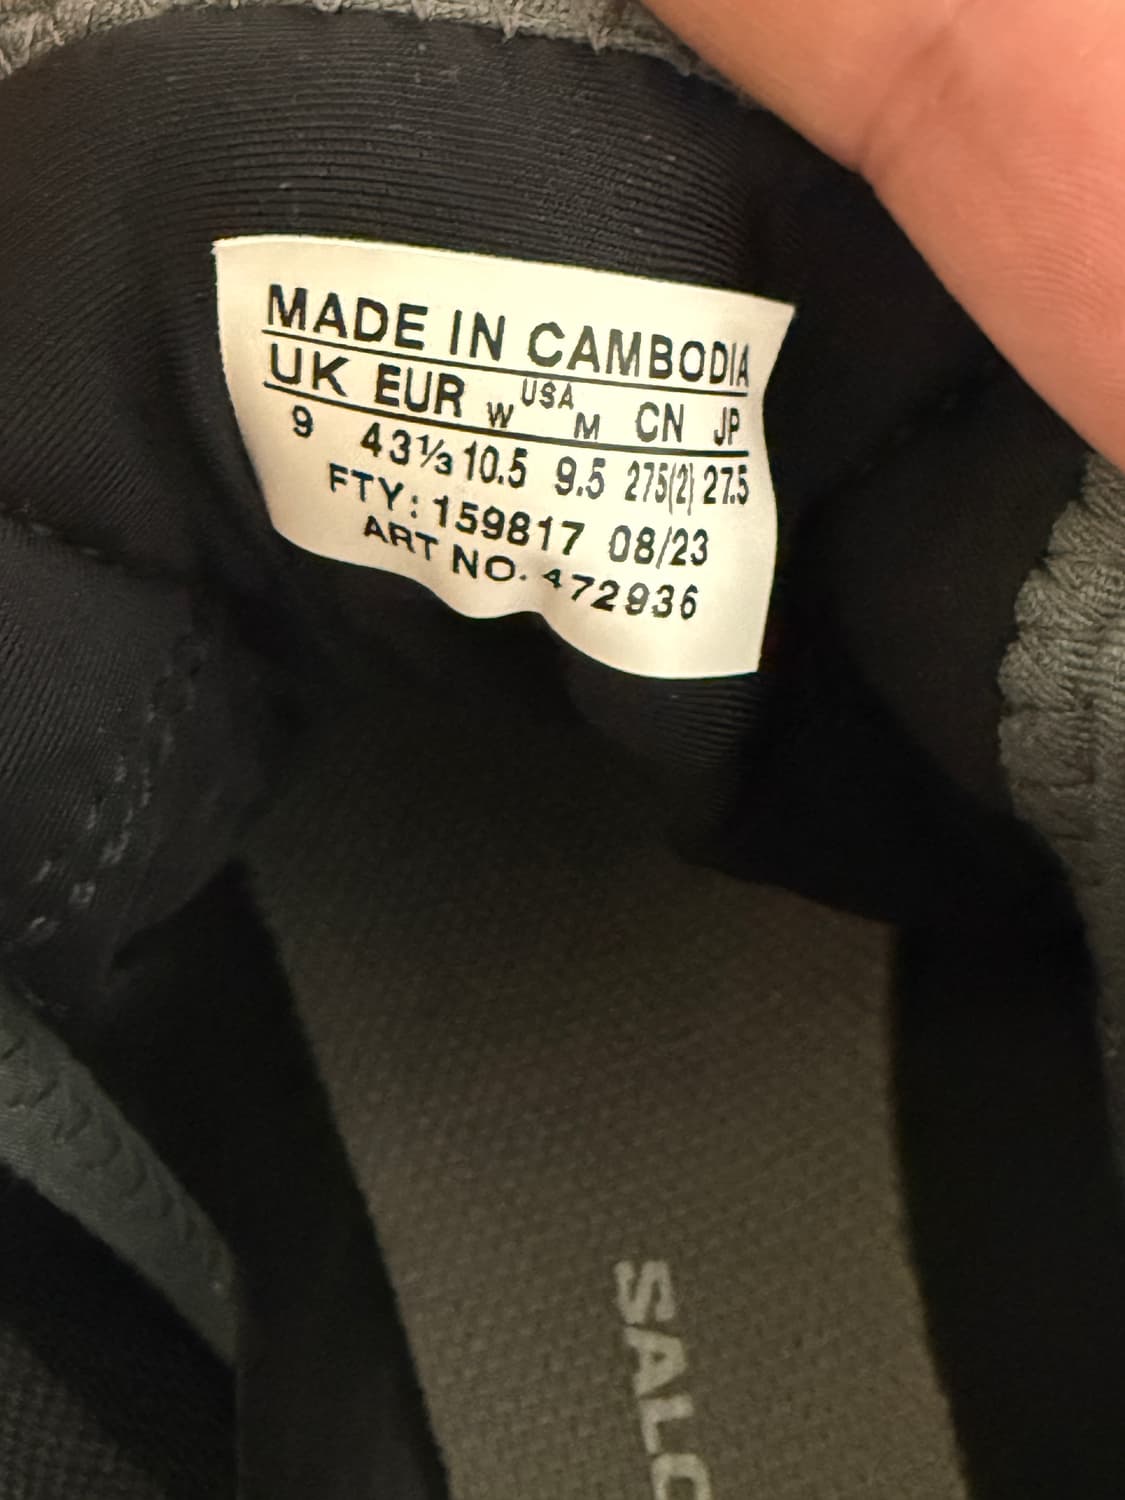 MADE IN CAMBODIA
UK EUR W USA M CN JP
9 43⅓ 10.5 9.5 275(2) 27.5
FTY: 159817 08/23
ART NO. 472936
SALO